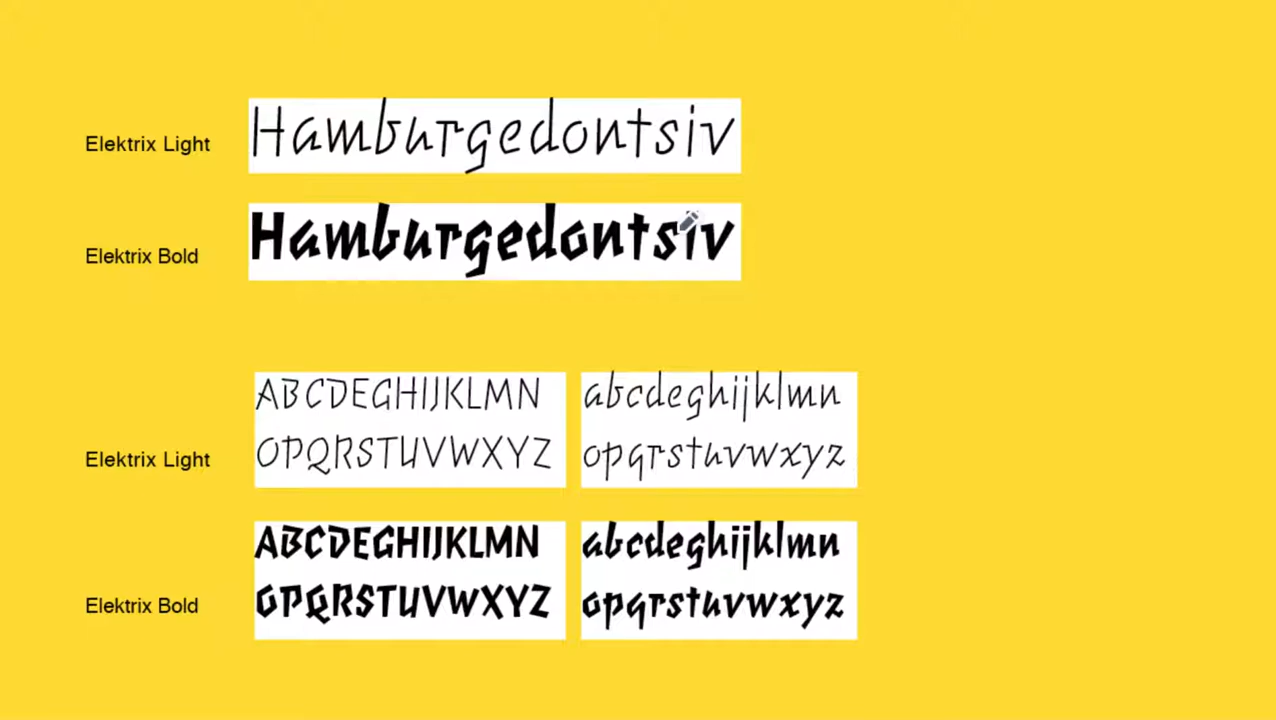 Elektrix Light
Hamburgedontsiv
Elektrix Bold
Hamburgedontsiv
Elektrix Light
ABCDEGHIJKLMN
OPQRSTUVWXYZ
abcdeghijklmn
opqrstuvwxyz
Elektrix Bold
ABCDEGHIJKLMN
OPQRSTUVWXYZ
abcdeghijklmn
opqrstuvwxyz